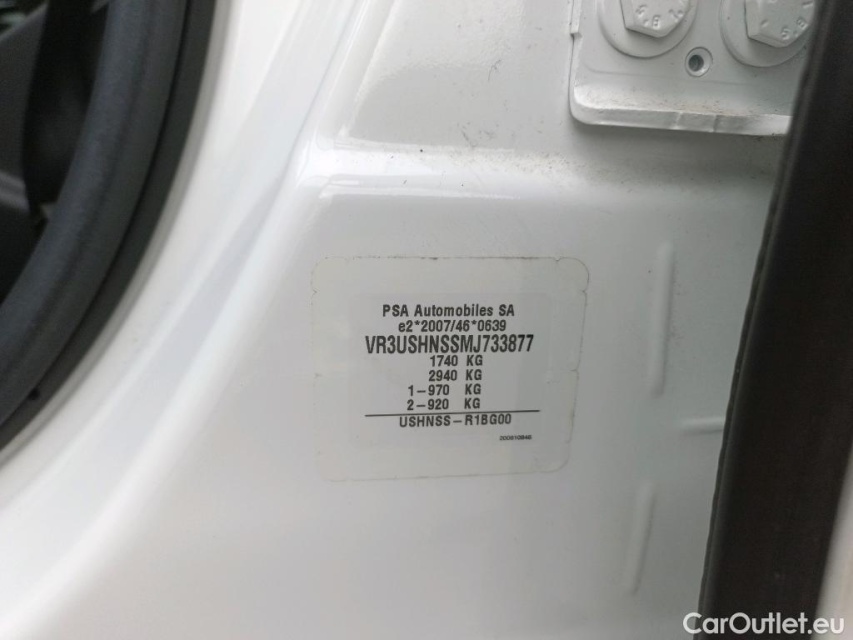 PSA Automobiles SA
e2*2007/46*0639
VR3USHNSSMJ733877
1740 KG
2940 KG
1-970 KG
2-920 KG
USHNSS-R1BG00
CarOutlet.eu